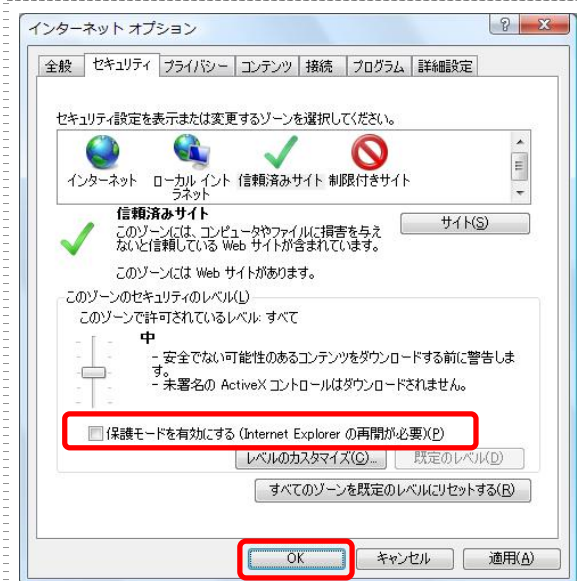 インターネット オプション
全般 セキュリティ プライバシー コンテンツ 接続 プログラム 詳細設定
セキュリティ設定を表示または変更するゾーンを選択してください。
インターネット ローカル イントラネット 信頼済みサイト 制限付きサイト
信頼済みサイト
サイト(S)
このゾーンには、コンピュータやファイルに損害を与え
ないと信頼している Web サイトが含まれています。
このゾーンには Web サイトがあります。
このゾーンのセキュリティのレベル(L)
このゾーンで許可されているレベル: すべて
中
- 安全でない可能性のあるコンテンツをダウンロードする前に警告しま
す。
- 未署名の ActiveX コントロールはダウンロードされません。
保護モードを有効にする (Internet Explorer の再開が必要)(P)
レベルのカスタマイズ(C)... 既定のレベル(D)
すべてのゾーンを既定のレベルにリセットする(R)
OK キャンセル 適用(A)